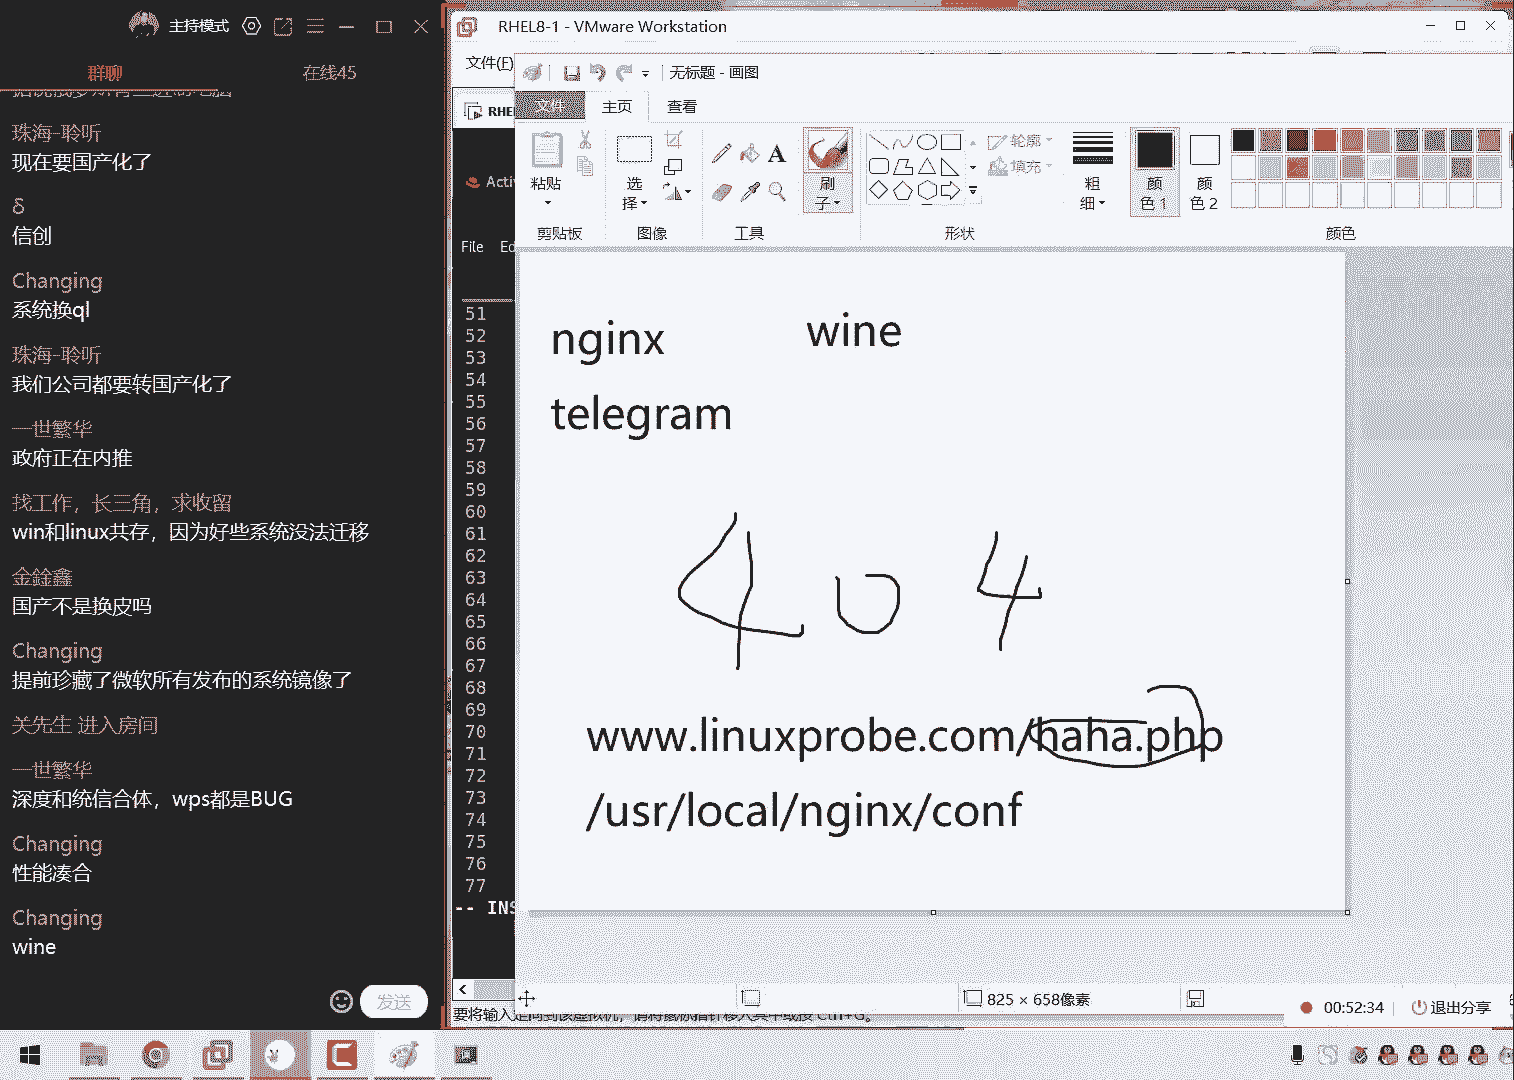 主持模式
群聊
在线45
珠海-聆听
现在要国产化了
δ
信创
Changing
系统换ql
珠海-聆听
我们公司都要转国产化了
一世繁华
政府正在内推
找工作，长三角，求收留
win和linux共存，因为好些系统没法迁移
金銓鑫
国产不是换皮吗
Changing
提前珍藏了微软所有发布的系统镜像了
关先生 进入房间
一世繁华
深度和统信合体，wps都是BUG
Changing
性能凑合
Changing
wine
发送
RHEL8-1 - VMware Workstation
文件(F)
RHE
Activ
File Ed
无标题 - 画图
文件 主页 查看
粘贴
选择
A
刷子
轮廓
填充
粗细
颜色 1
颜色 2
剪贴板
图像
工具
形状
颜色
51
52
53
54
55
56
57
58
59
60
61
62
63
64
65
66
67
68
69
70
71
72
73
74
75
76
77
-- INS
nginx wine
telegram
404
www.linuxprobe.com/haha.php
/usr/local/nginx/conf
825 × 658像素
要将输入定向到该虚拟机，请将鼠标指针移入其中或按 Ctrl+G。
00:52:34
退出分享